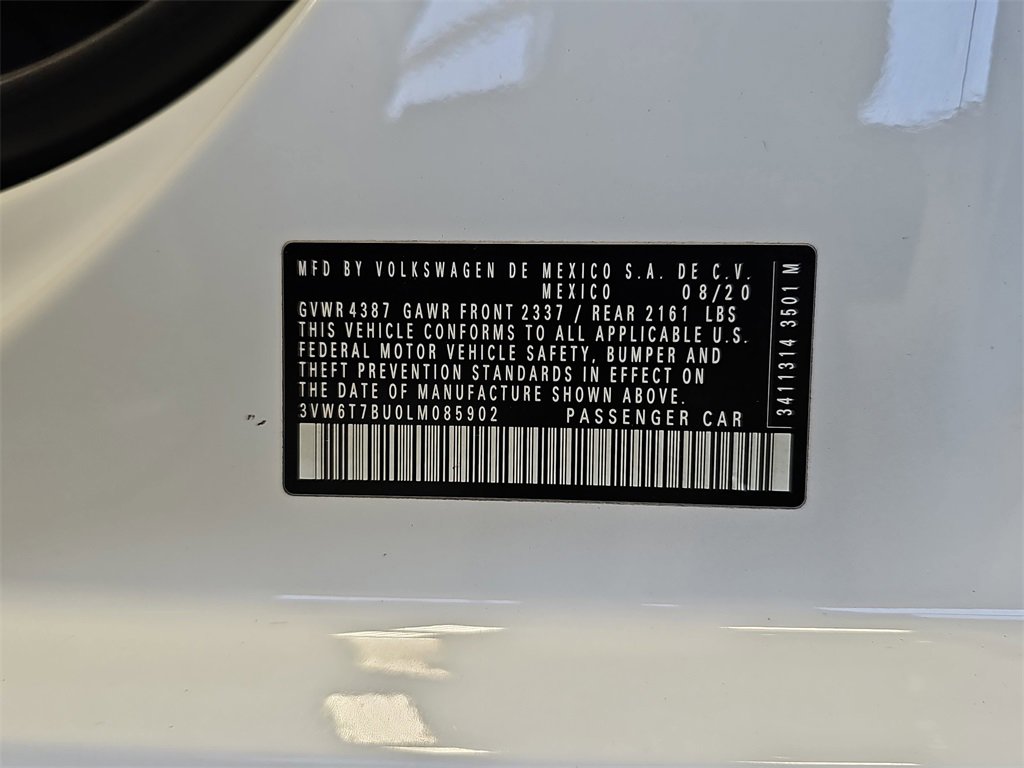 MFD BY VOLKSWAGEN DE MEXICO S.A. DE C.V.
MEXICO 08/20
GVWR 4387 GAWR FRONT 2337 / REAR 2161 LBS
THIS VEHICLE CONFORMS TO ALL APPLICABLE U.S.
FEDERAL MOTOR VEHICLE SAFETY, BUMPER AND
THEFT PREVENTION STANDARDS IN EFFECT ON
THE DATE OF MANUFACTURE SHOWN ABOVE.
3VW6T7BU0LM085902 PASSENGER CAR
3411314 3501 M